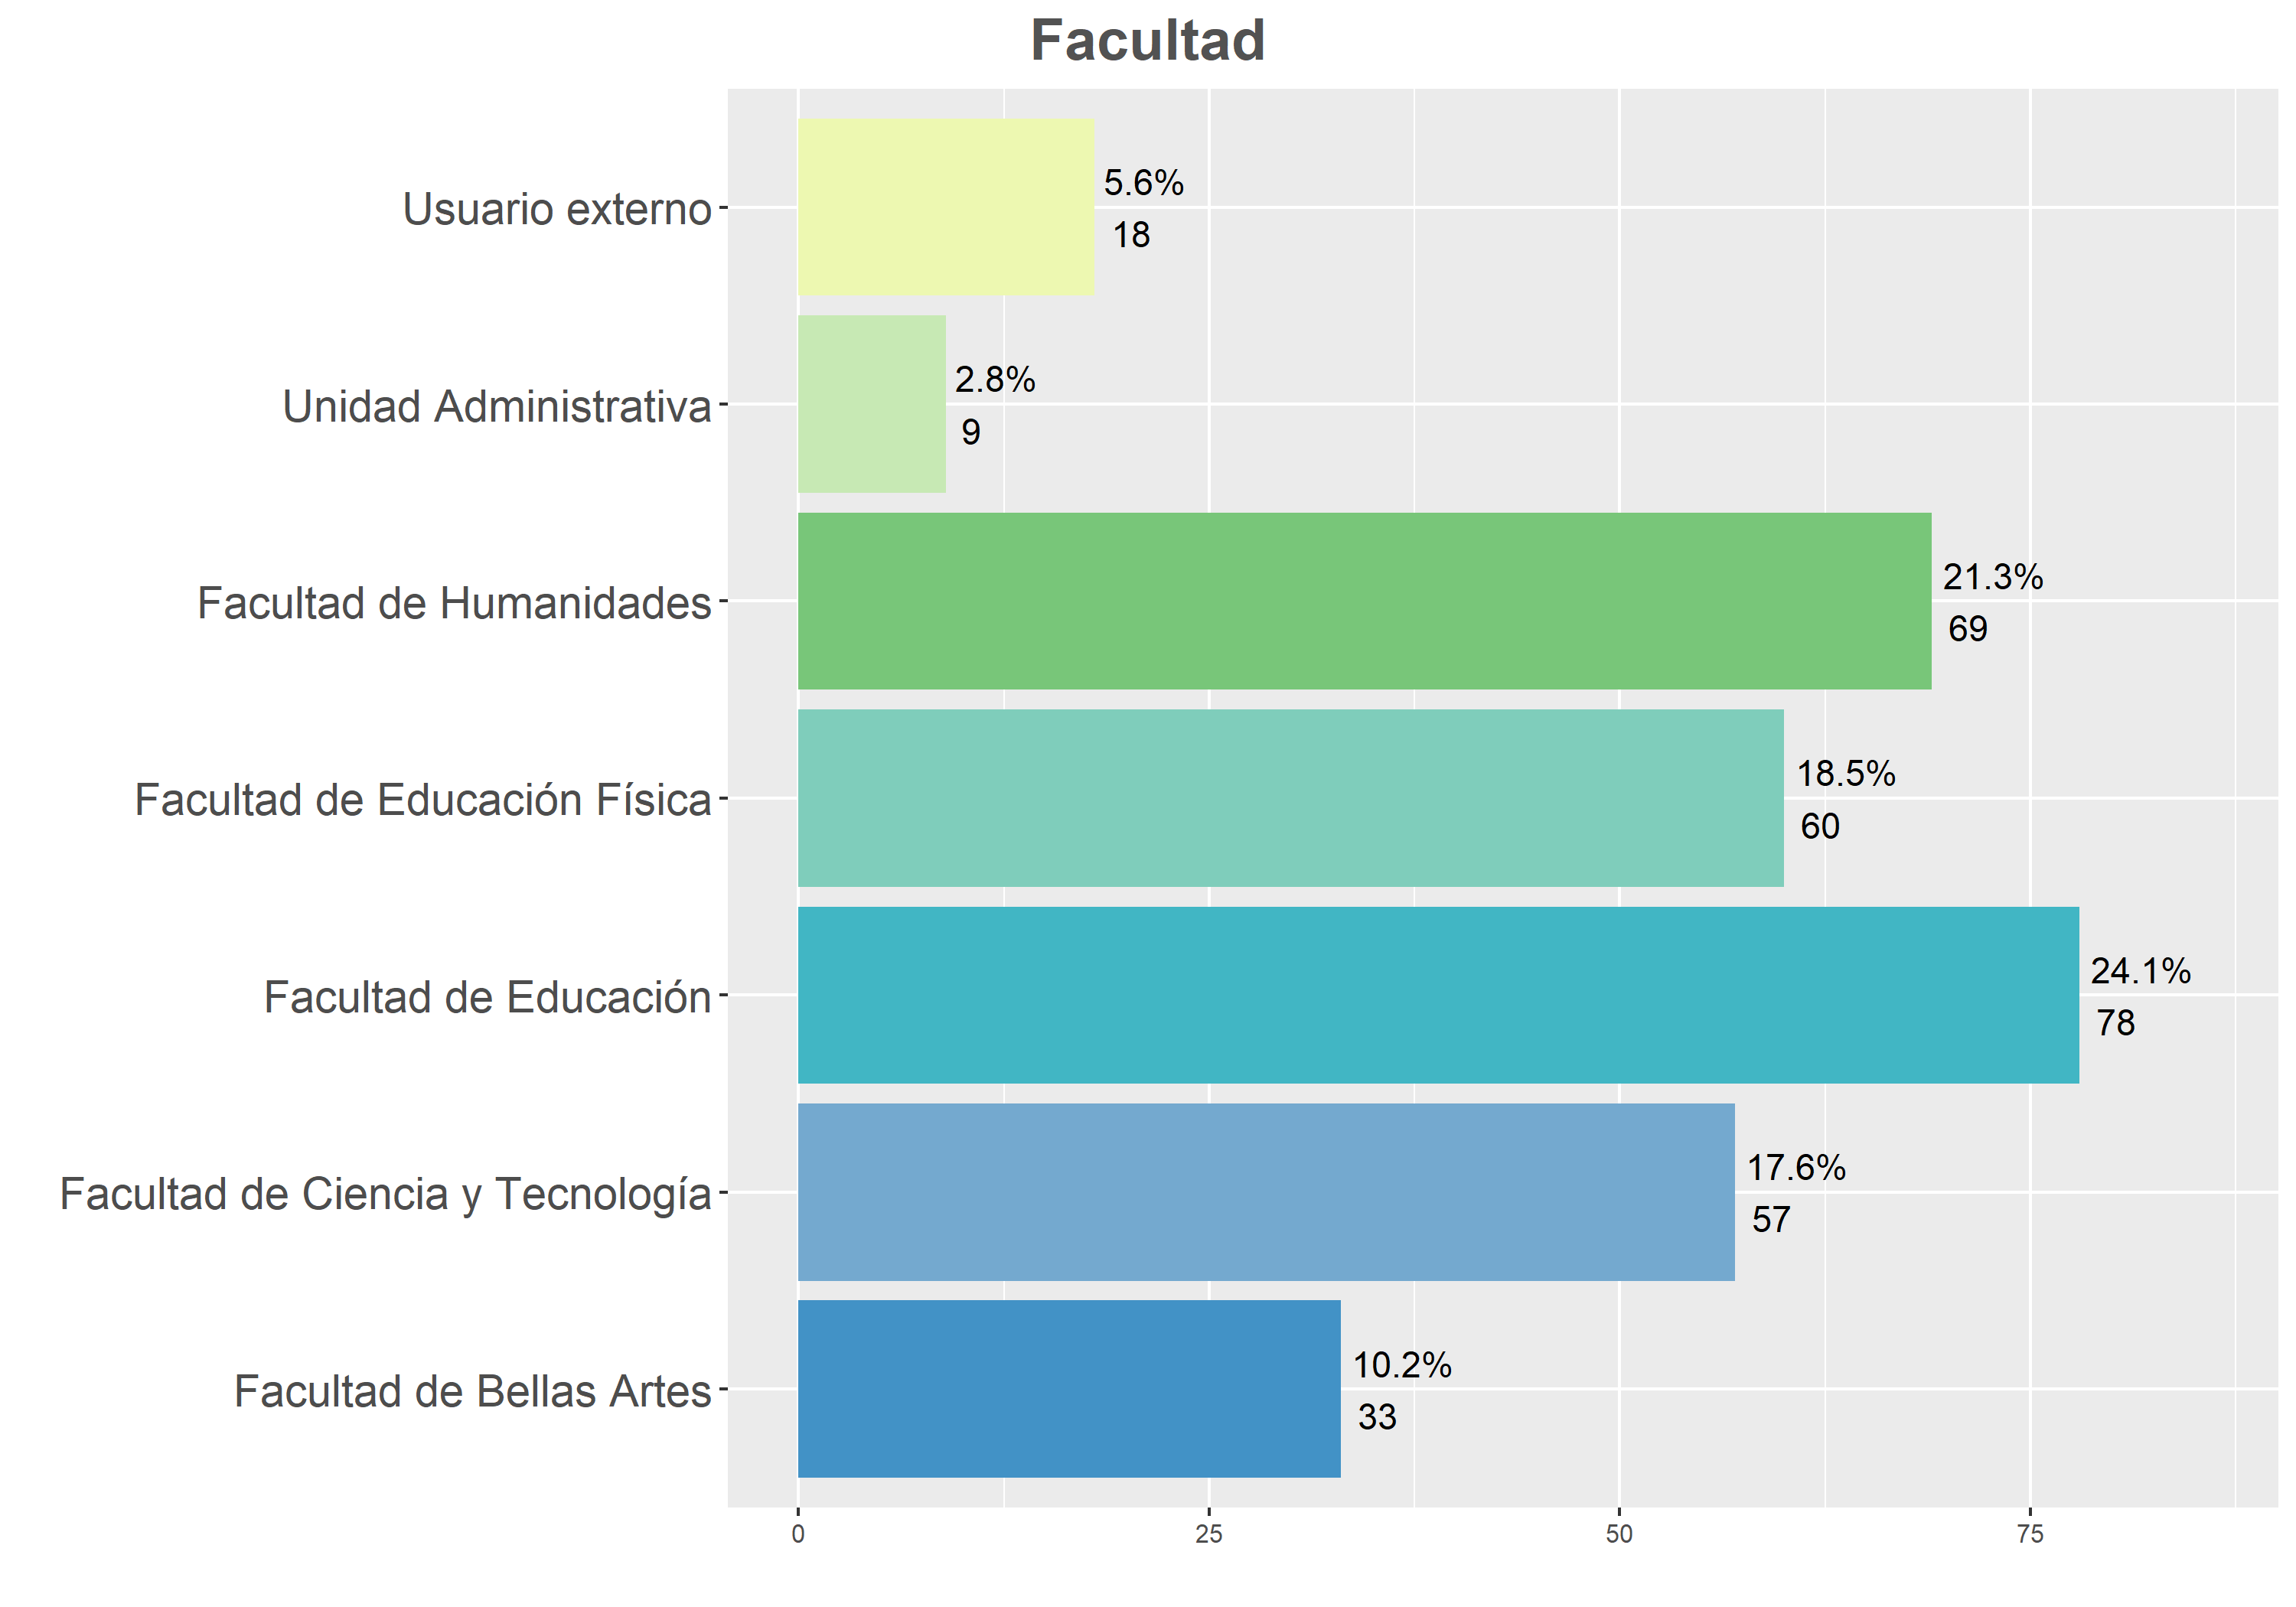 Facultad
Usuario externo
5.6%
18
Unidad Administrativa
2.8%
9
Facultad de Humanidades
21.3%
69
Facultad de Educación Física
18.5%
60
Facultad de Educación
24.1%
78
Facultad de Ciencia y Tecnología
17.6%
57
Facultad de Bellas Artes
10.2%
33
0 25 50 75